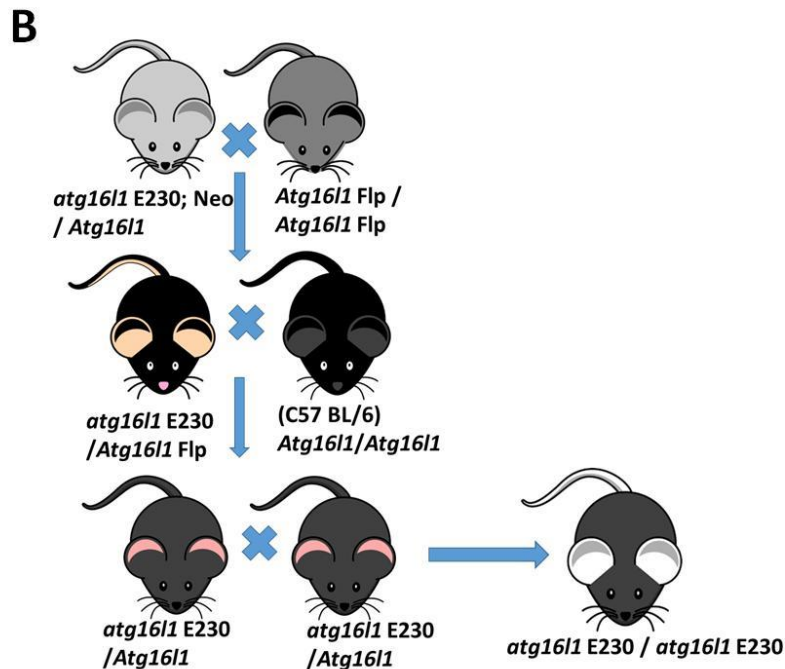 B
atg16l1 E230; Neo
/ Atg16l1
Atg16l1 Flp /
Atg16l1 Flp
atg16l1 E230
/Atg16l1 Flp
(C57 BL/6)
Atg16l1/Atg16l1
atg16l1 E230
/Atg16l1
atg16l1 E230
/Atg16l1
atg16l1 E230 / atg16l1 E230